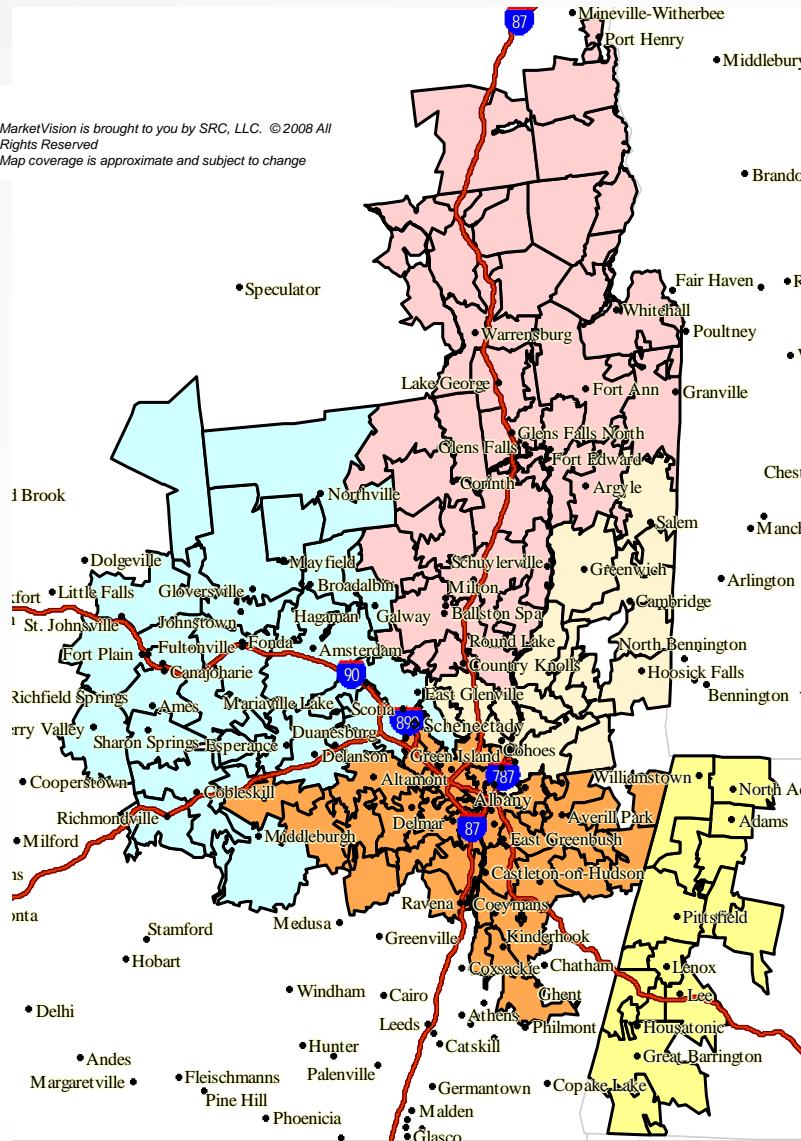 87
Mineville-Witherbee
Port Henry
Middlebury
MarketVision is brought to you by SRC, LLC. © 2008 All
Rights Reserved
Map coverage is approximate and subject to change
Brando
Speculator
Fair Haven
R
Whitehall
Warrensburg
Poultney
Lake George
Fort Ann
Granville
Glens Falls North
Glens Falls
Fort Edward
Corinth
Argyle
Chest
d Brook
Northville
Salem
Manch
Dolgeville
Mayfield
Schuylerville
Greenwich
Arlington
kfort
Little Falls
Gloversville
Broadalbin
Milton
Cambridge
St. Johnsville
Johnstown
Hagaman
Galway
Ballston Spa
Fort Plain
Fultonville
Fonda
Amsterdam
Round Lake
North Bennington
Canajoharie
90
Country Knolls
Hoosick Falls
Richfield Springs
Ames
Mariaville Lake
Scotia
East Glenville
Bennington
erry Valley
Sharon Springs
Esperance
Duanesburg
890
Schenectady
Delanson
Green Island
Cohoes
Cooperstown
Cobleskill
Altamont
787
Williamstown
North Ad
Richmondville
Albany
Averill Park
Adams
Milford
Middleburgh
Delmar
87
East Greenbush
ns
Castleton-on-Hudson
onta
Ravena
Coeymans
Pittsfield
Stamford
Medusa
Greenville
Kinderhook
Hobart
Coxsackie
Chatham
Lenox
Windham
Cairo
Ghent
Lee
Delhi
Leeds
Athens
Philmont
Housatonic
Hunter
Catskill
Andes
Palenville
Great Barrington
Margaretville
Fleischmanns
Germantown
Copake Lake
Pine Hill
Phoenicia
Malden
Glasco